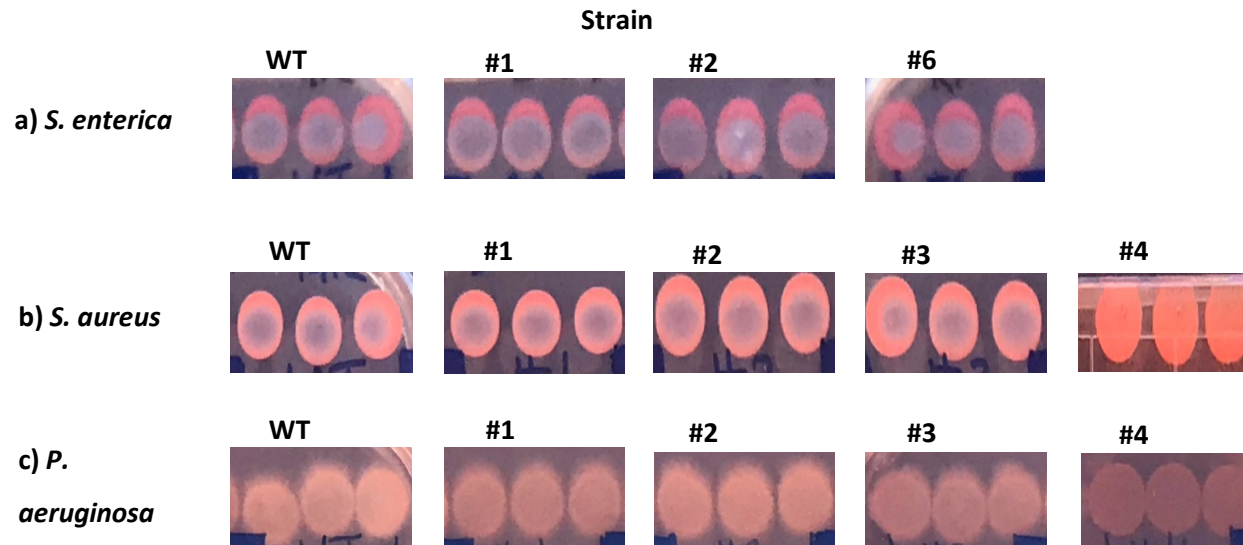 Strain
WT #1 #2 #6
a) S. enterica
WT #1 #2 #3 #4
b) S. aureus
WT #1 #2 #3 #4
c) P.
aeruginosa